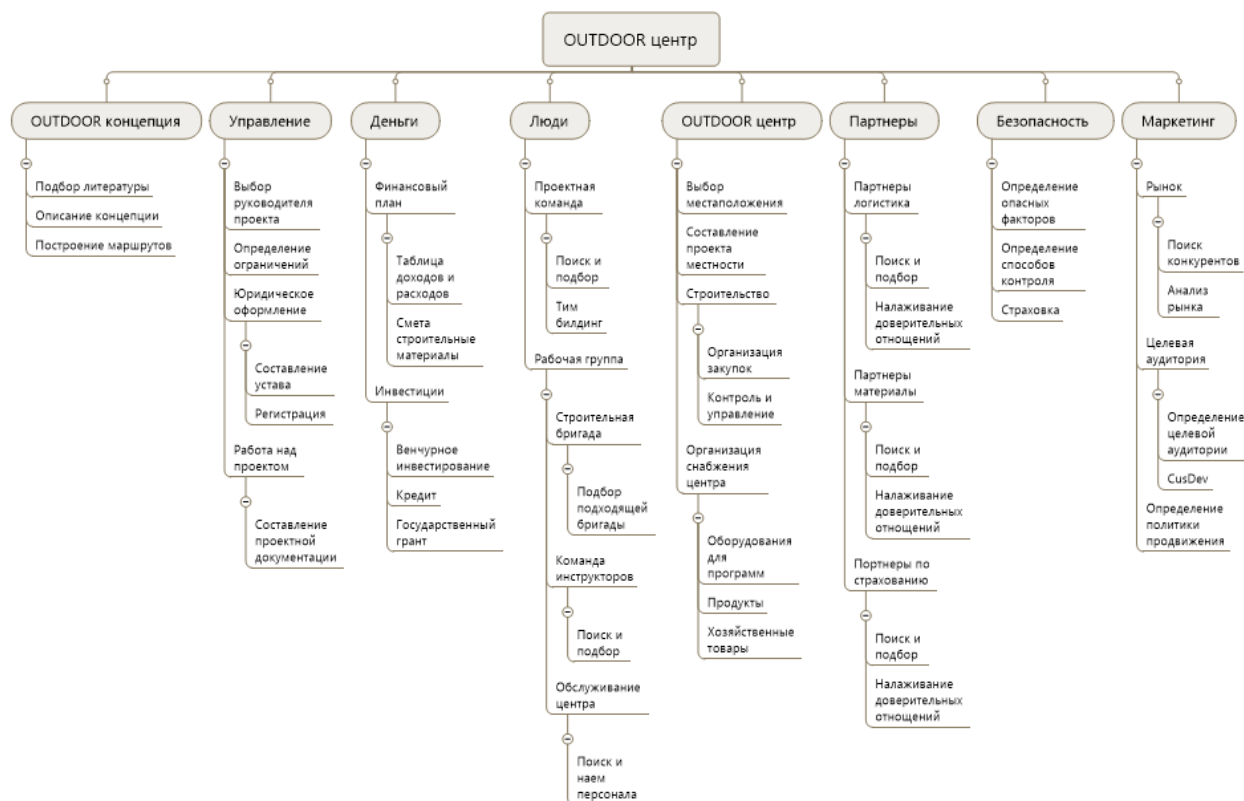 OUTDOOR центр
OUTDOOR концепция
Подбор литературы
Описание концепции
Построение маршрутов
Управление
Выбор
руководителя
проекта
Определение
ограничений
Юридическое
оформление
Составление
устава
Регистрация
Работа над
проектом
Составление
проектной
документации
Деньги
Финансовый
план
Таблица
доходов и
расходов
Смета
строительные
материалы
Инвестиции
Венчурное
инвестирование
Кредит
Государственный
грант
Люди
Проектная
команда
Поиск и
подбор
Тим
билдинг
Рабочая группа
Строительная
бригада
Подбор
подходящей
бригады
Команда
инструкторов
Поиск и
подбор
Обслуживание
центра
Поиск и
наем
персонала
OUTDOOR центр
Выбор
местаположения
Составление
проекта
местности
Строительство
Организация
закупок
Контроль и
управление
Организация
снабжения
центра
Оборудования
для
программ
Продукты
Хозяйственные
товары
Партнеры
Партнеры
логистика
Поиск и
подбор
Налаживание
доверительных
отнощений
Партнеры
материалы
Поиск и
подбор
Налаживание
доверительных
отнощений
Портнеры по
страхованию
Поиск и
подбор
Налаживание
доверительных
отнощений
Безопасность
Определение
опасных
факторов
Определение
способов
контроля
Страховка
Маркетинг
Рынок
Поиск
конкурентов
Анализ
рынка
Целевая
аудитория
Определение
целевой
аудитории
CusDev
Определение
политики
продвижения